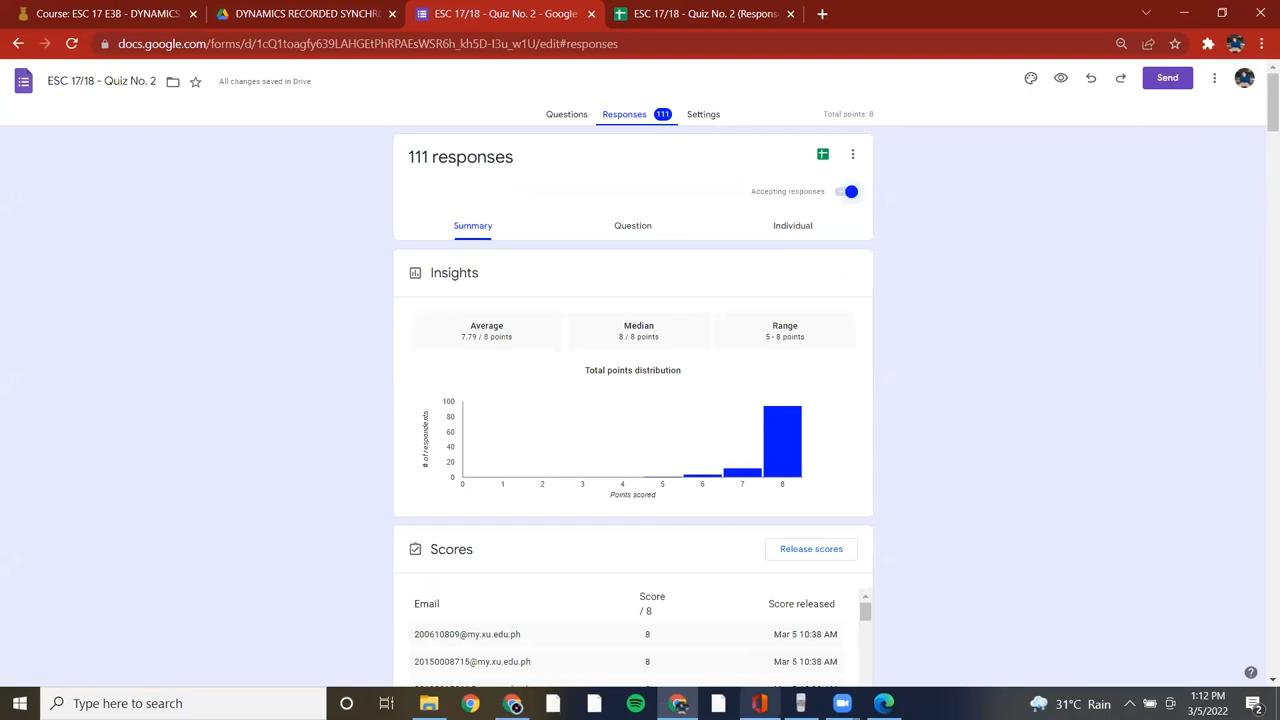 Course: ESC 17 E3B - DYNAMICS
DYNAMICS RECORDED SYNCHRO
ESC 17/18 - Quiz No. 2 - Google
ESC 17/18 - Quiz No. 2 (Respons
docs.google.com/forms/d/1cQ1toagfy639LAHGEtPhRPAEsWSR6h_kh5D-I3u_w1U/edit#responses
ESC 17/18 - Quiz No. 2
All changes saved in Drive
Send
Questions
Responses 111
Settings
Total points: 8
111 responses
Accepting responses
Summary
Question
Individual
Insights
Average
7.79 / 8 points
Median
8 / 8 points
Range
5 - 8 points
Total points distribution
# of respondents
100
80
60
40
20
0
0 1 2 3 4 5 6 7 8
Points scored
Scores
Release scores
Email
Score
/ 8
Score released
200610809@my.xu.edu.ph 8 Mar 5 10:38 AM
20150008715@my.xu.edu.ph 8 Mar 5 10:38 AM
Type here to search
31°C Rain
1:12 PM
3/5/2022
2